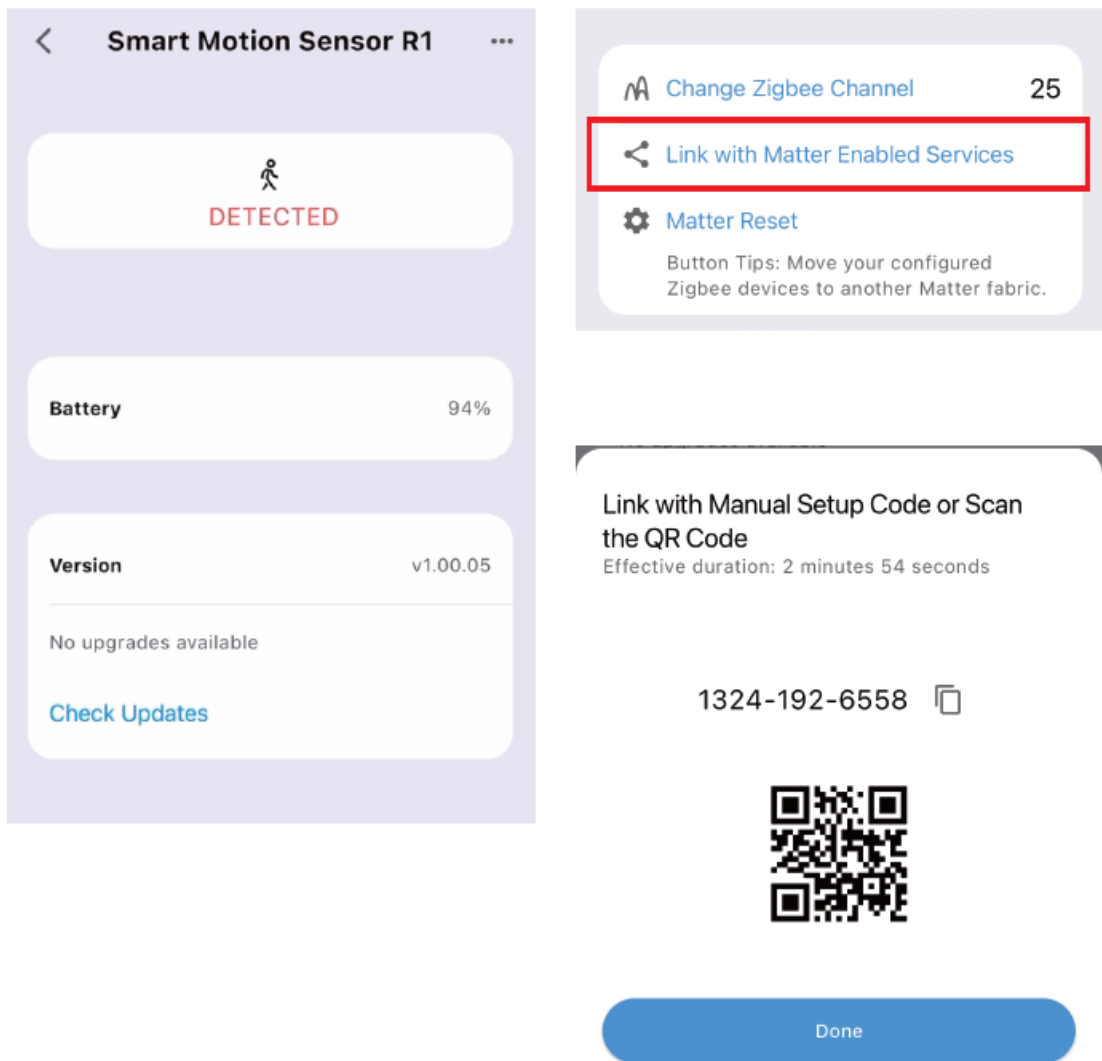 Smart Motion Sensor R1
DETECTED
Battery 94%
Version v1.00.05
No upgrades available
Check Updates
Change Zigbee Channel 25
Link with Matter Enabled Services
Matter Reset
Button Tips: Move your configured
Zigbee devices to another Matter fabric.
Link with Manual Setup Code or Scan
the QR Code
Effective duration: 2 minutes 54 seconds
1324-192-6558
Done